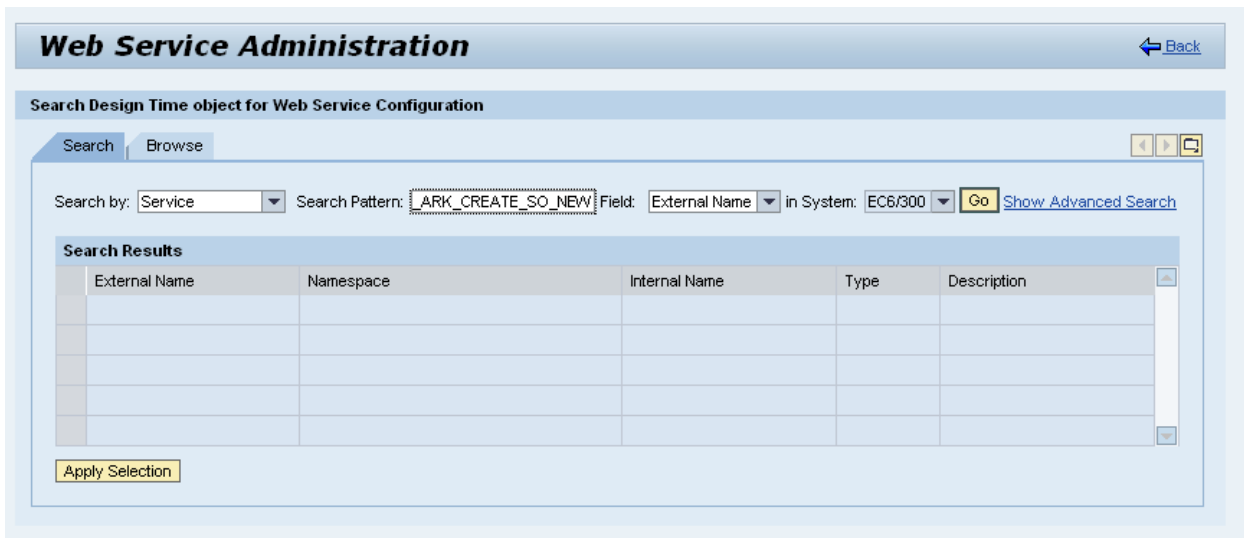 Web Service Administration Back
Search Design Time object for Web Service Configuration
Search Browse
Search by: Service Search Pattern: _ARK_CREATE_SO_NEW Field: External Name in System: EC6/300 Go Show Advanced Search
Search Results
External Name Namespace Internal Name Type Description
Apply Selection